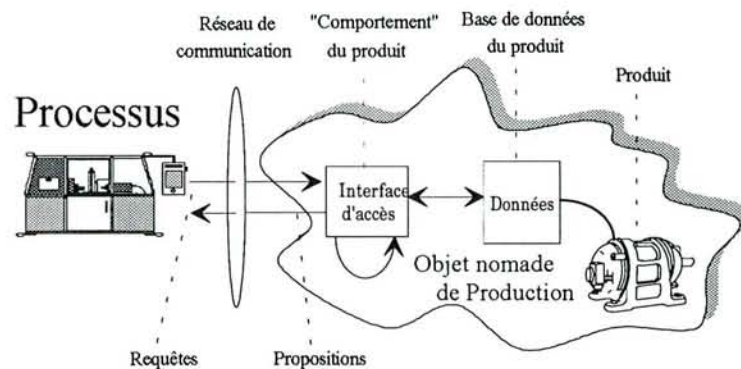 Réseau de
communication
"Comportement"
du produit
Base de données
du produit
Produit
Processus
Interface
d'accès
Données
Objet nomade
de Production
Requêtes
Propositions